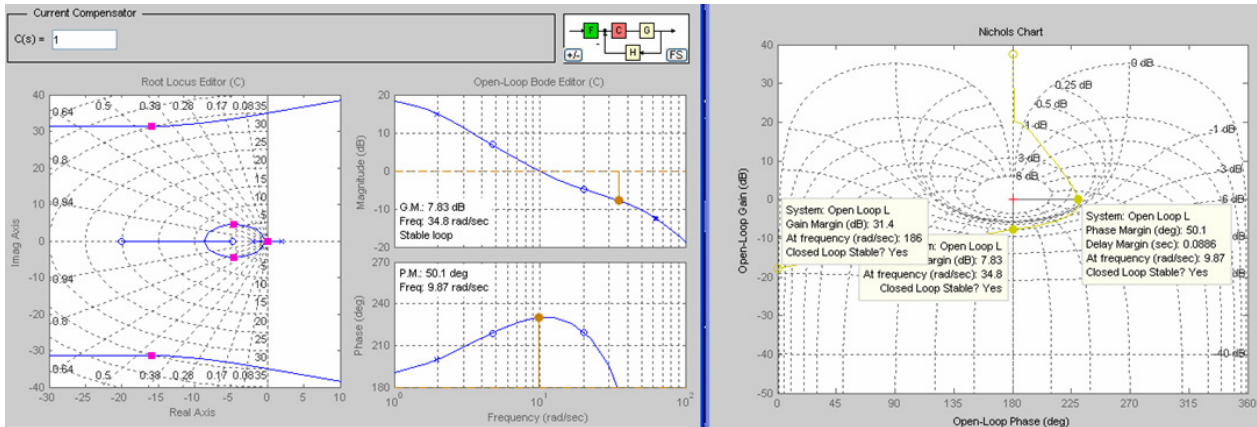 Current Compensator
C(s) = 1
F
C
G
H
+/-
FS
Root Locus Editor (C)
40
30
20
10
0
-10
-20
-30
-40
Imag Axis
0.64
0.5
0.38
0.28
0.17
0.08
35
30
25
20
15
10
5
0.8
0.94
0.94
0.8
5
10
15
20
25
30
0.64
0.5
0.38
0.28
0.17
0.08
35
-30
-25
-20
-15
-10
-5
0
5
10
Real Axis
Open-Loop Bode Editor (C)
20
10
0
-10
-20
Magnitude (dB)
G.M.: 7.83 dB
Freq: 34.8 rad/sec
Stable loop
270
240
210
180
Phase (deg)
P.M.: 50.1 deg
Freq: 9.87 rad/sec
10^0
10^1
10^2
Frequency (rad/sec)
Nichols Chart
40
30
20
10
0
-10
-20
-30
-40
-50
Open-Loop Gain (dB)
0 dB
0.25 dB
0.5 dB
1 dB
3 dB
6 dB
-1 dB
-3 dB
-6 dB
System: Open Loop L
Gain Margin (dB): 31.4
At frequency (rad/sec): 186
Closed Loop Stable? Yes
Open Loop L
argin (dB): 7.83
At frequency (rad/sec): 34.8
Closed Loop Stable? Yes
System: Open Loop L
Phase Margin (deg): 50.1
Delay Margin (sec): 0.0886
At frequency (rad/sec): 9.87
Closed Loop Stable? Yes
-40 dB
0
45
90
135
180
225
270
315
360
Open-Loop Phase (deg)